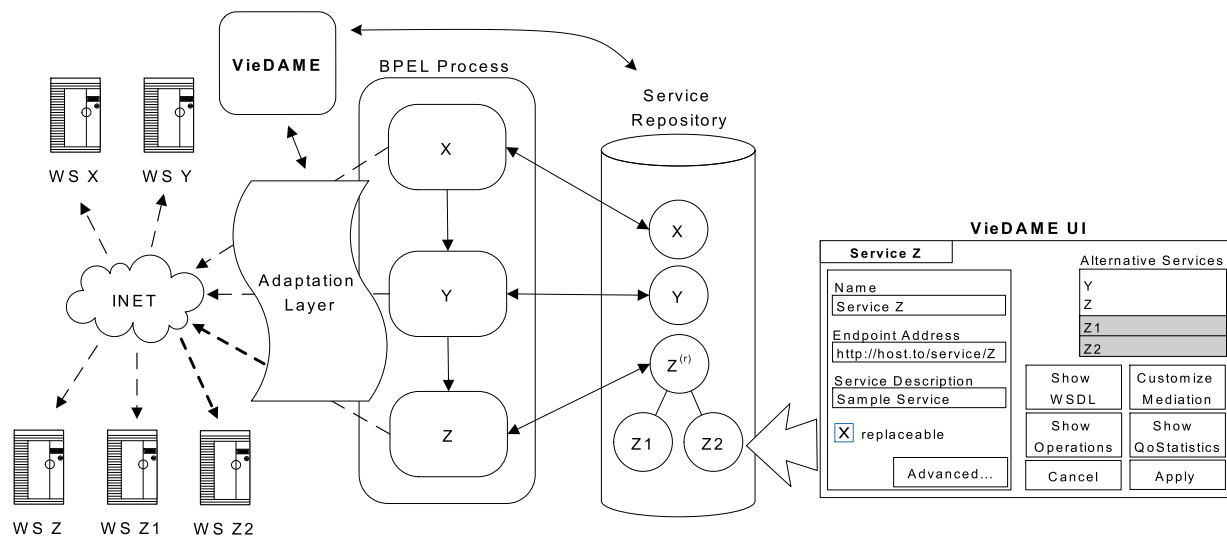 VieDAME
BPEL Process
Service
Repository
WS X
WS Y
X
Adaptation
Layer
INET
Y
Z
X
Y
Z(r)
Z1
Z2
WS Z
WS Z1
WS Z2
VieDAME UI
Service Z
Name
Service Z
Endpoint Address
http://host.to/service/Z
Service Description
Sample Service
X replaceable
Advanced...
Alternative Services
Y
Z
Z1
Z2
Show
WSDL
Customize
Mediation
Show
Operations
Show
QoStatistics
Cancel
Apply